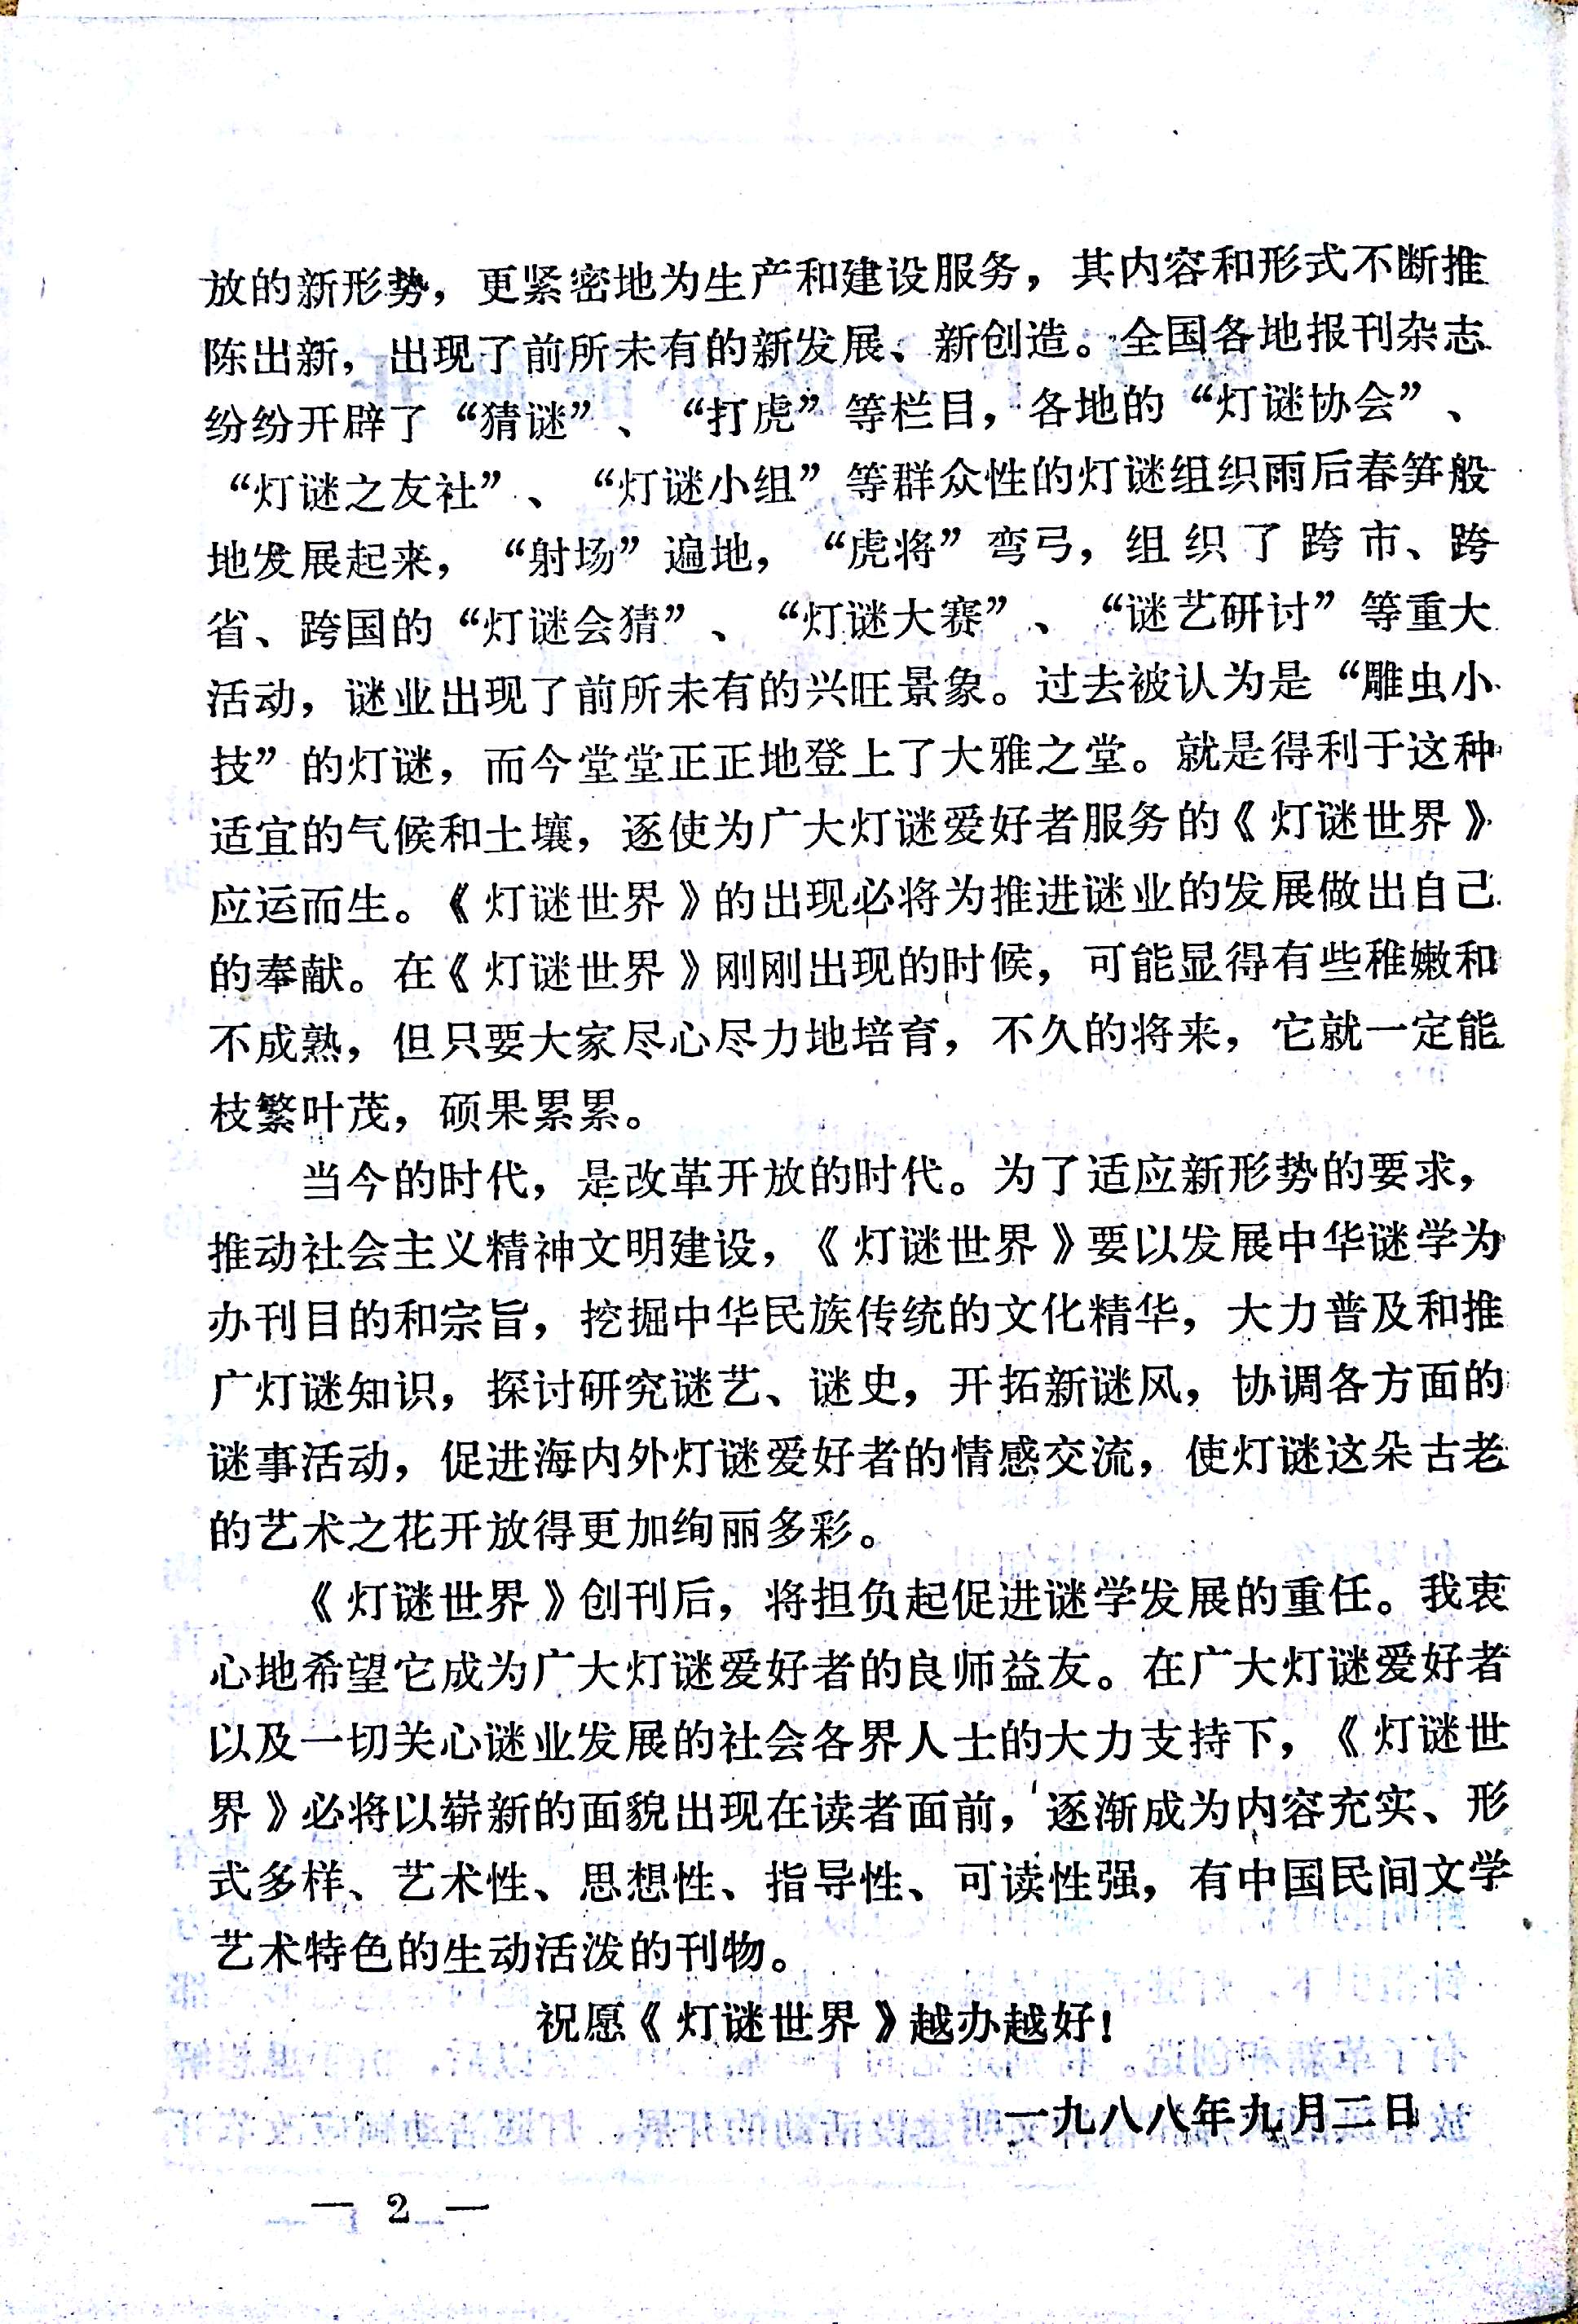 放的新形势，更紧密地为生产和建设服务，其内容和形式不断推
陈出新，出现了前所未有的新发展、新创造。全国各地报刊杂志
纷纷开辟了“猜谜”、“打虎”等栏目，各地的“灯谜协会”、
“灯谜之友社”、“灯谜小组”等群众性的灯谜组织雨后春笋般
地发展起来，“射场”遍地，“虎将”弯弓，组织了跨市、跨
省、跨国的“灯谜会猜”、“灯谜大赛”、“谜艺研讨”等重大
活动，谜业出现了前所未有的兴旺景象。过去被认为是“雕虫小
技”的灯谜，而今堂堂正正地登上了大雅之堂。就是得利于这种
适宜的气候和土壤，逐使为广大灯谜爱好者服务的《灯谜世界》
应运而生。《灯谜世界》的出现必将为推进谜业的发展做出自己
的奉献。在《灯谜世界》刚刚出现的时候，可能显得有些稚嫩和
不成熟，但只要大家尽心尽力地培育，不久的将来，它就一定能
枝繁叶茂，硕果累累。
当今的时代，是改革开放的时代。为了适应新形势的要求，
推动社会主义精神文明建设，《灯谜世界》要以发展中华谜学为
办刊目的和宗旨，挖掘中华民族传统的文化精华，大力普及和推
广灯谜知识，探讨研究谜艺、谜史，开拓新谜风，协调各方面的
谜事活动，促进海内外灯谜爱好者的情感交流，使灯谜这朵古老
的艺术之花开放得更加绚丽多彩。
《灯谜世界》创刊后，将担负起促进谜学发展的重任。我衷
心地希望它成为广大灯谜爱好者的良师益友。在广大灯谜爱好者
以及一切关心谜业发展的社会各界人士的大力支持下，《灯谜世
界》必将以崭新的面貌出现在读者面前，逐渐成为内容充实、形
式多样、艺术性、思想性、指导性、可读性强，有中国民间文学
艺术特色的生动活泼的刊物。
祝愿《灯谜世界》越办越好！
一九八八年九月二日
— 2 —